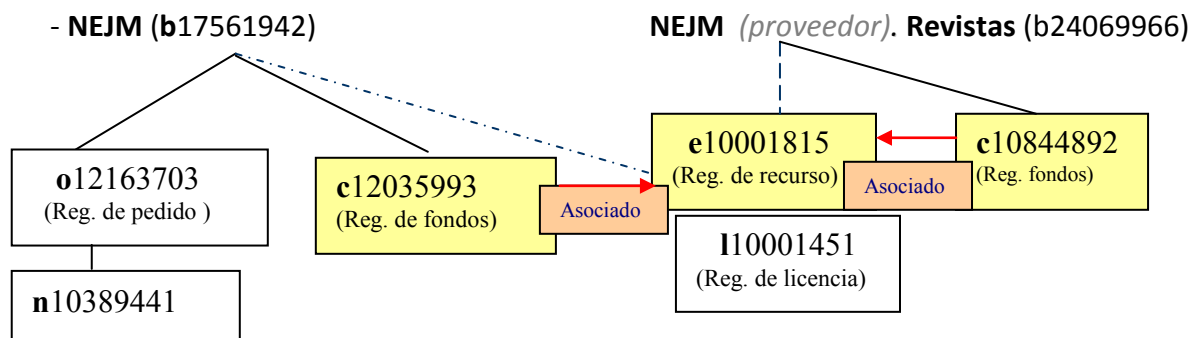 - NEJM (b17561942)
NEJM (proveedor). Revistas (b24069966)
o12163703
(Reg. de pedido )
n10389441
c12035993
(Reg. de fondos)
Asociado
e10001815
(Reg. de recurso)
Asociado
c10844892
(Reg. fondos)
l10001451
(Reg. de licencia)